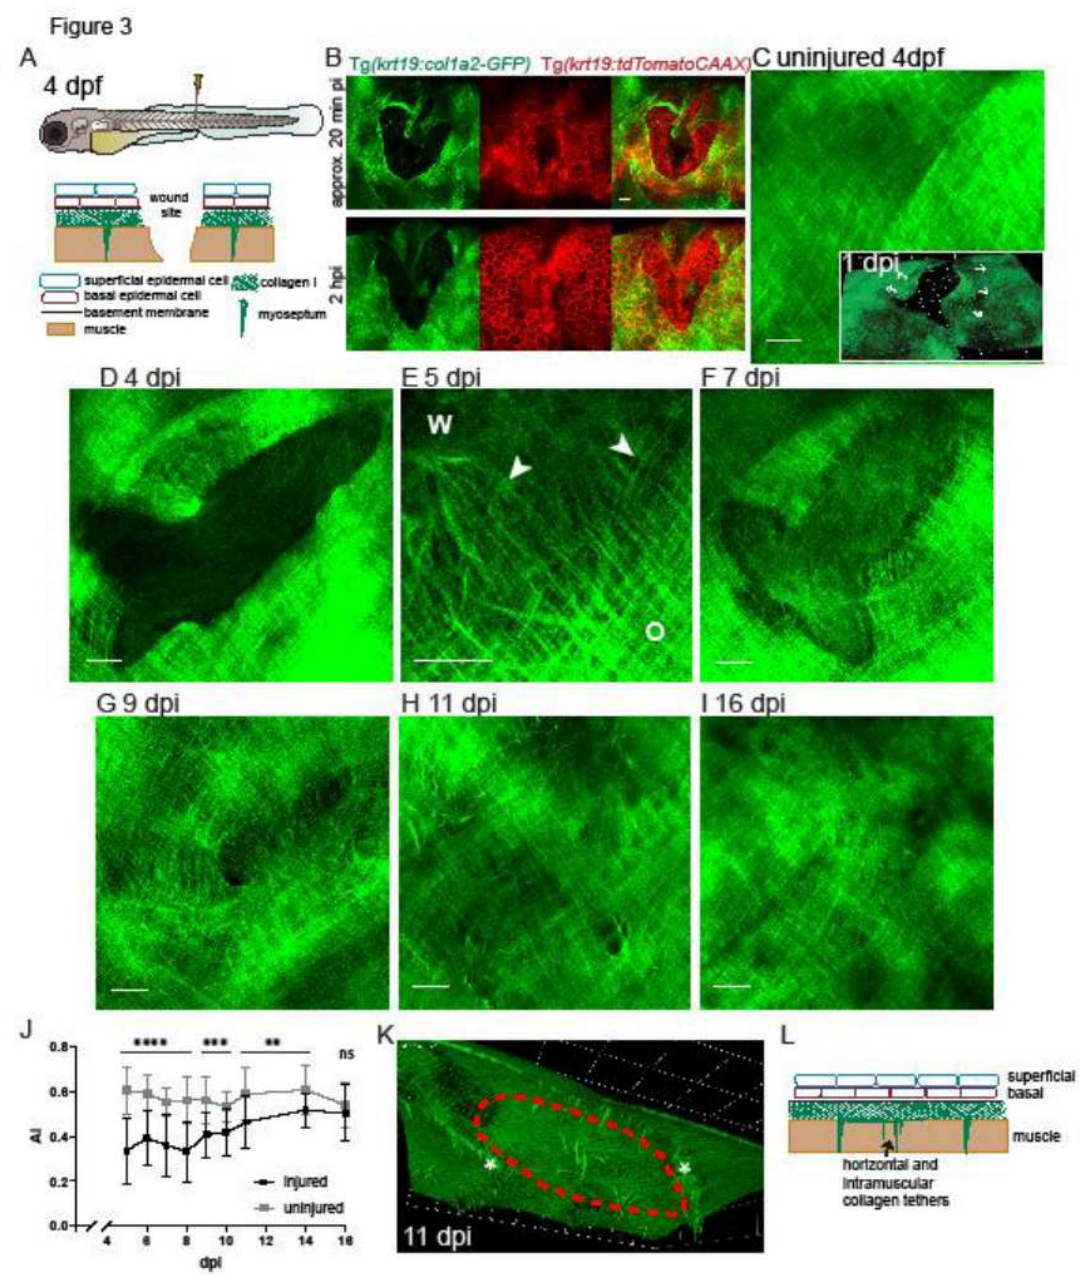 Figure 3
A
4 dpf
wound
site
superficial epidermal cell
collagen I
basal epidermal cell
basement membrane
myoseptum
muscle
B
Tg(krt19:col1a2-GFP) Tg(krt19:tdTomatoCAAX)
approx. 20 min pi
2 hpi
C uninjured 4dpf
1 dpi
D 4 dpi
E 5 dpi
W
O
F 7 dpi
G 9 dpi
H 11 dpi
I 16 dpi
J
**** *** ** ns
0.8
0.6
0.4
0.2
0.0
AI
injured
uninjured
4 6 8 10 12 14 16
dpi
K
* *
11 dpi
L
superficial
basal
muscle
horizontal and
intramuscular
collagen tethers